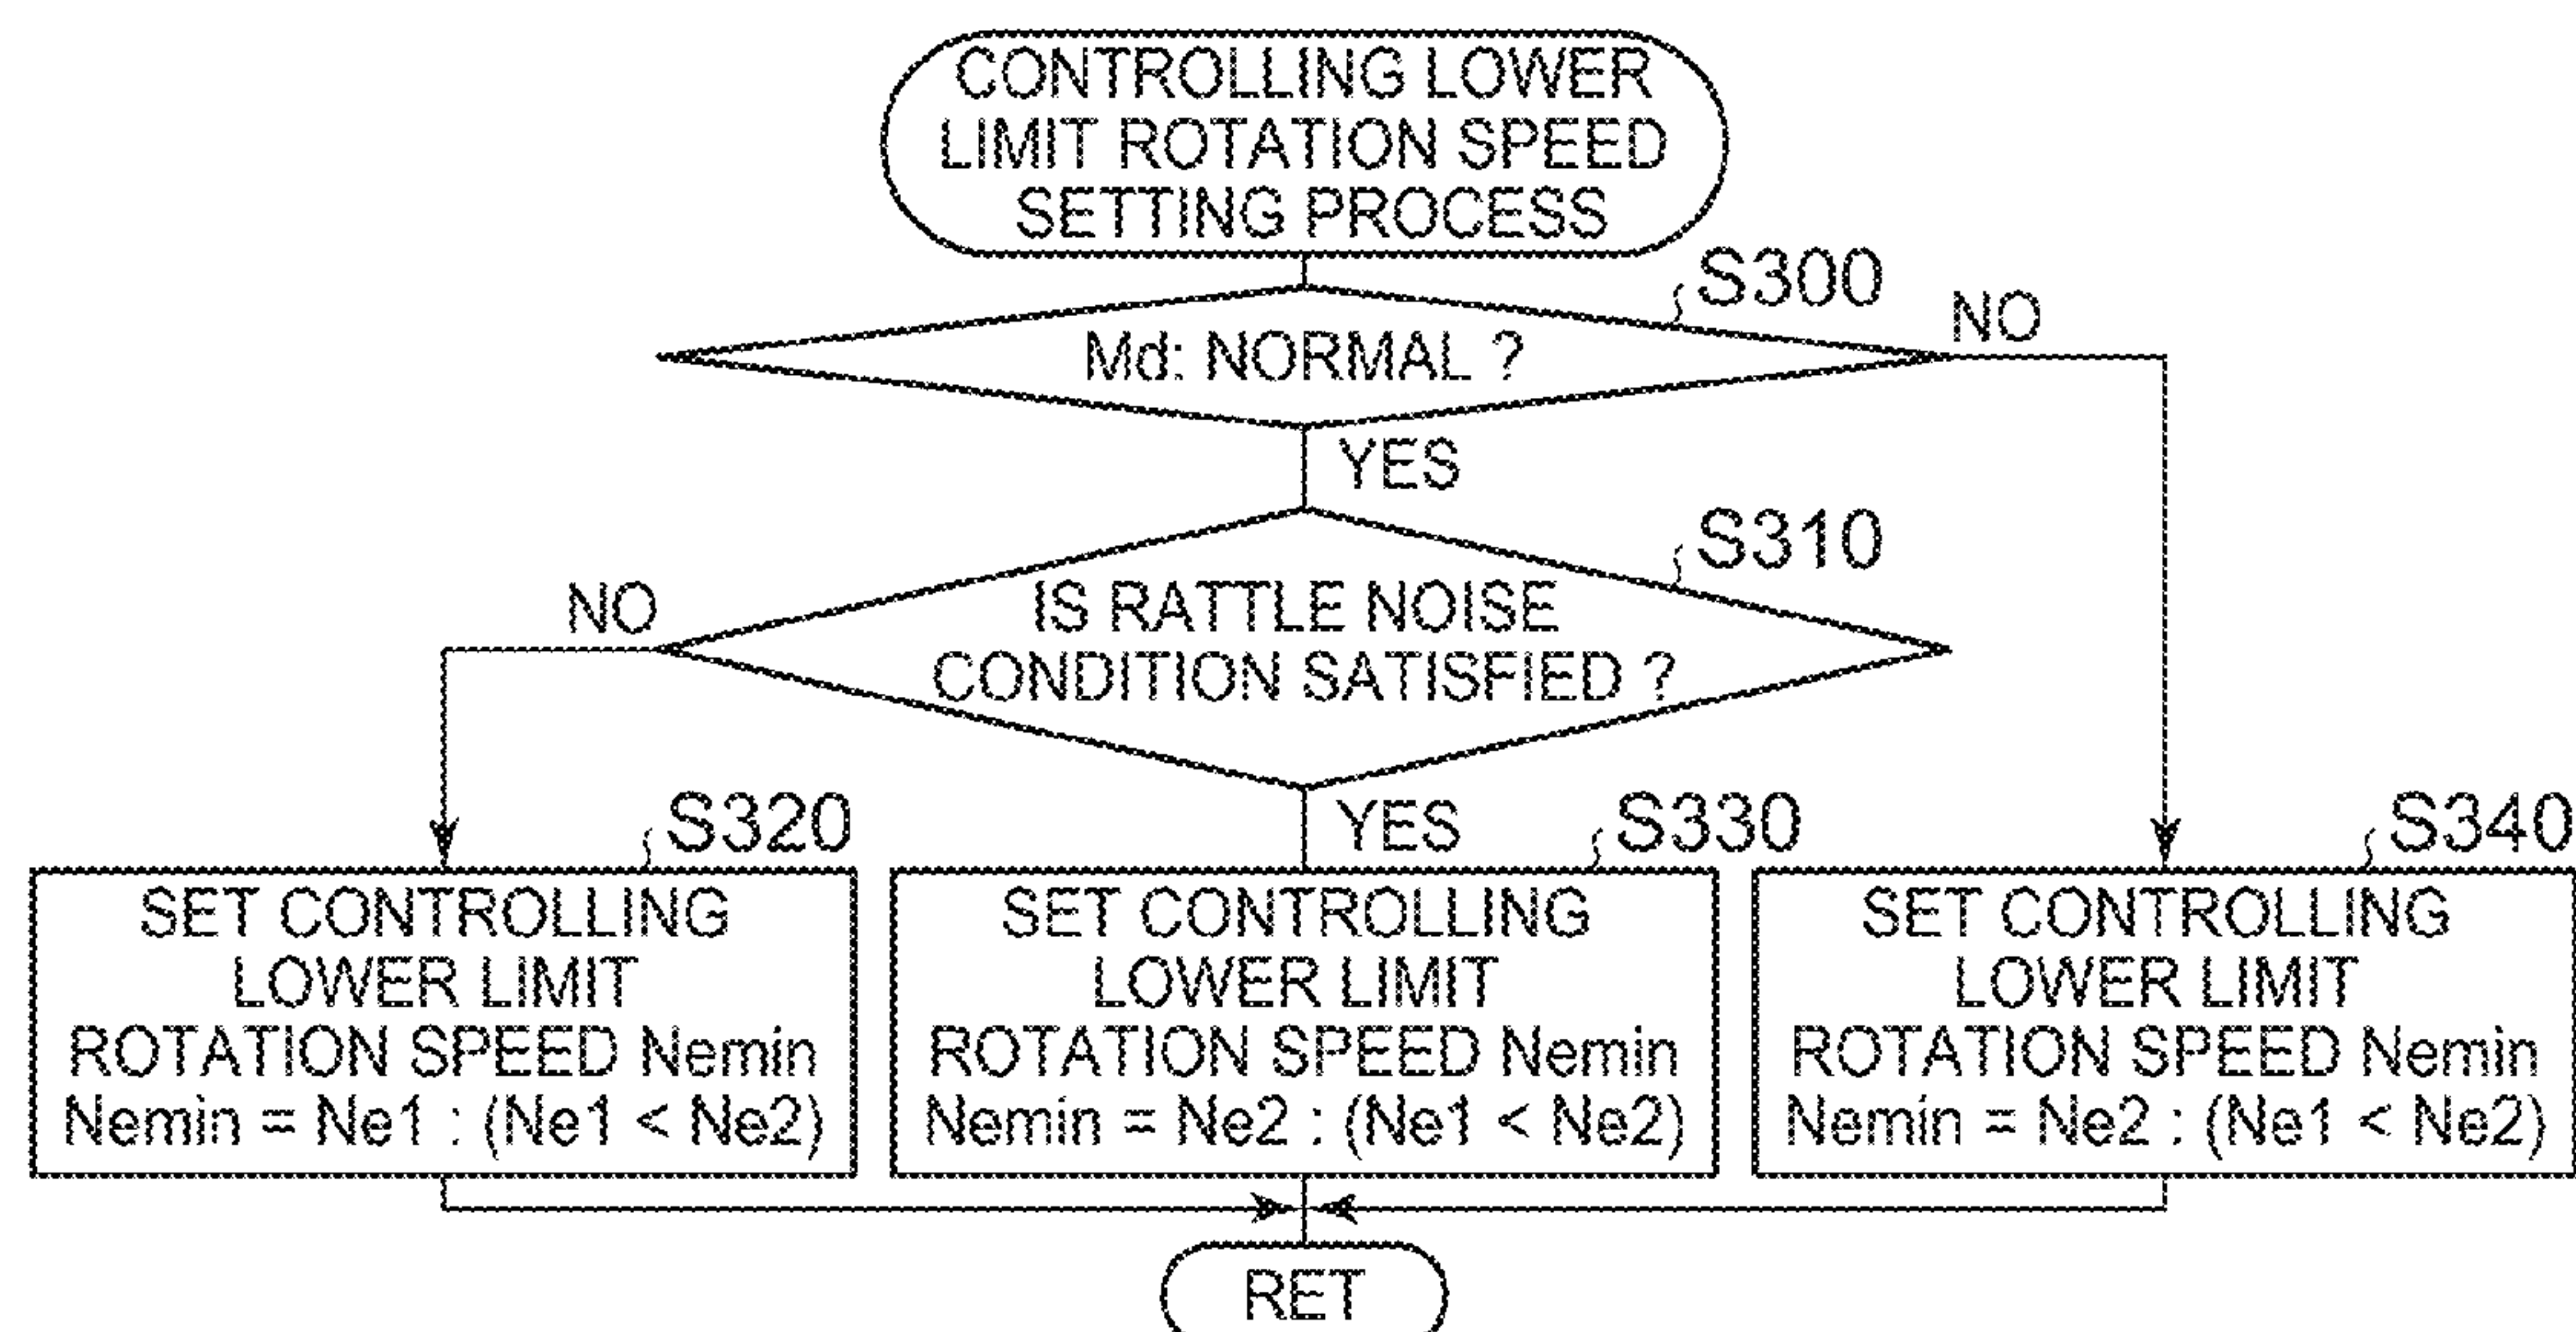 CONTROLLING LOWER
LIMIT ROTATION SPEED
SETTING PROCESS
S300
NO
Md: NORMAL ?
YES
S310
NO
IS RATTLE NOISE
CONDITION SATISFIED ?
YES
S320
SET CONTROLLING
LOWER LIMIT
ROTATION SPEED Nemin
Nemin = Ne1 : (Ne1 < Ne2)
S330
SET CONTROLLING
LOWER LIMIT
ROTATION SPEED Nemin
Nemin = Ne2 : (Ne1 < Ne2)
S340
SET CONTROLLING
LOWER LIMIT
ROTATION SPEED Nemin
Nemin = Ne2 : (Ne1 < Ne2)
RET